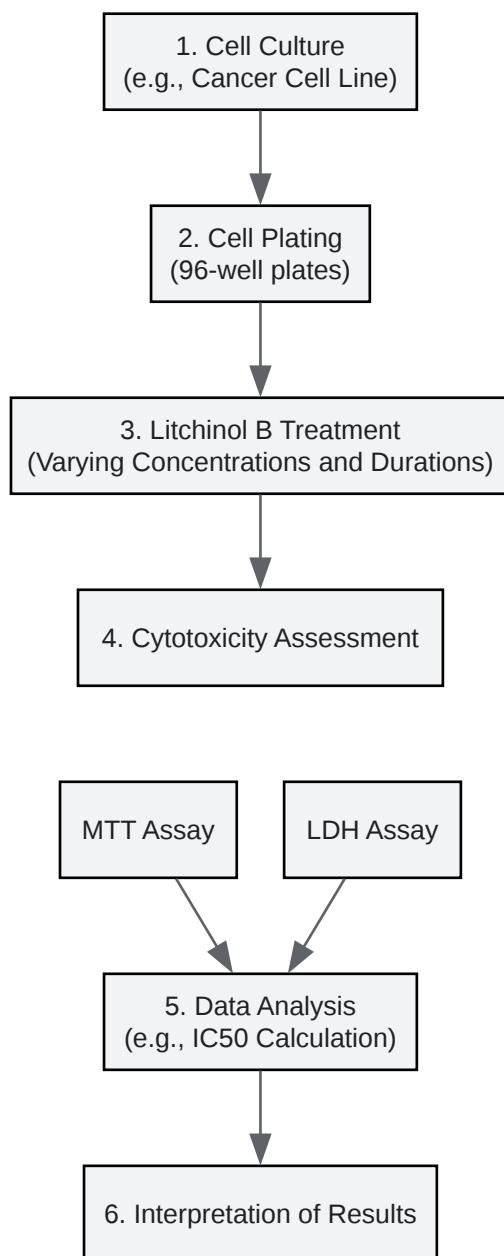 1. Cell Culture
(e.g., Cancer Cell Line)
2. Cell Plating
(96-well plates)
3. Litchinol B Treatment
(Varying Concentrations and Durations)
4. Cytotoxicity Assessment
MTT Assay
LDH Assay
5. Data Analysis
(e.g., IC50 Calculation)
6. Interpretation of Results